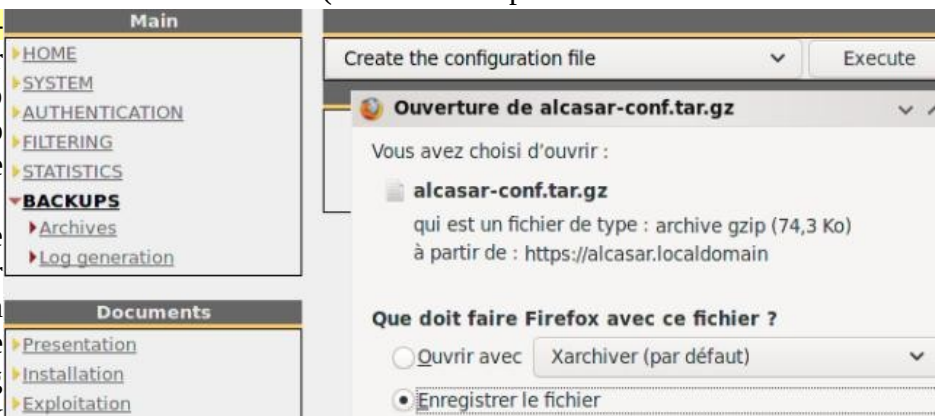 Main
HOME
SYSTEM
AUTHENTICATION
FILTERING
STATISTICS
BACKUPS
Archives
Log generation
Documents
Presentation
Installation
Exploitation
Create the configuration file
Execute
Ouverture de alcasar-conf.tar.gz
Vous avez choisi d'ouvrir :
alcasar-conf.tar.gz
qui est un fichier de type : archive gzip (74,3 Ko)
à partir de : https://alcasar.localdomain
Que doit faire Firefox avec ce fichier ?
Ouvrir avec Xarchiver (par défaut)
Enregistrer le fichier